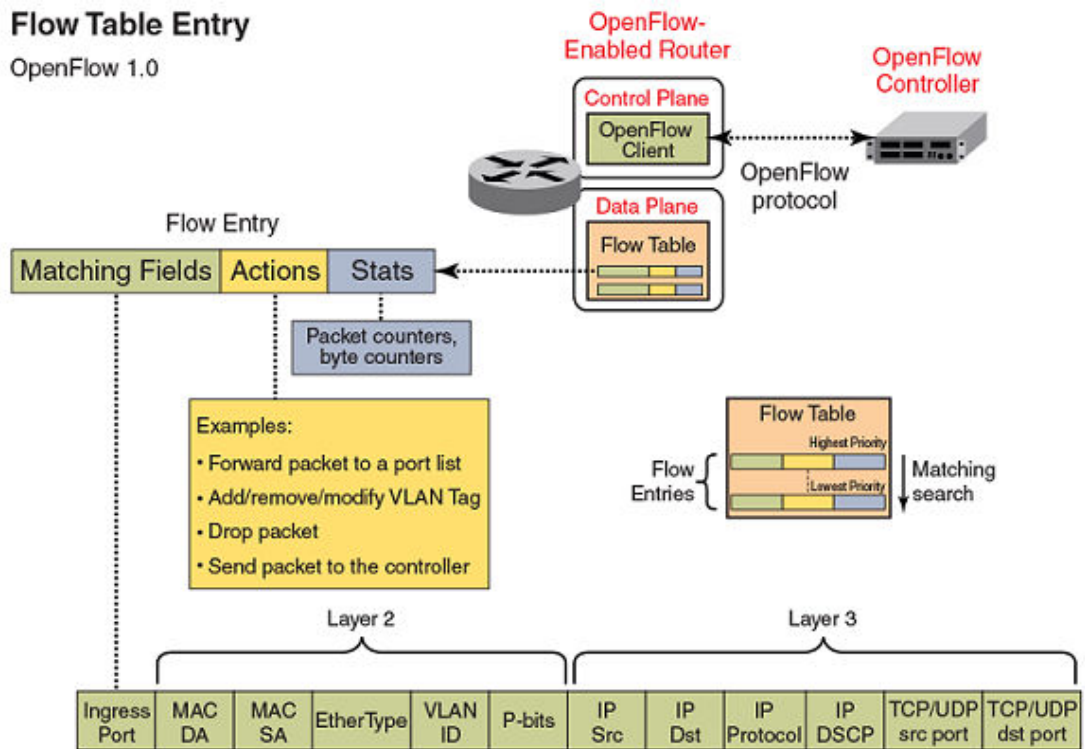 Flow Table Entry
OpenFlow 1.0
OpenFlow-
Enabled Router
OpenFlow
Controller
Control Plane
OpenFlow
Client
OpenFlow
protocol
Data Plane
Flow Table
Flow Entry
Matching Fields
Actions
Stats
Packet counters,
byte counters
Examples:
• Forward packet to a port list
• Add/remove/modify VLAN Tag
• Drop packet
• Send packet to the controller
Flow Table
Highest Priority
Lowest Priority
Flow
Entries
Matching
search
Layer 2
Layer 3
Ingress
Port
MAC
DA
MAC
SA
EtherType
VLAN
ID
P-bits
IP
Src
IP
Dst
IP
Protocol
IP
DSCP
TCP/UDP
src port
TCP/UDP
dst port